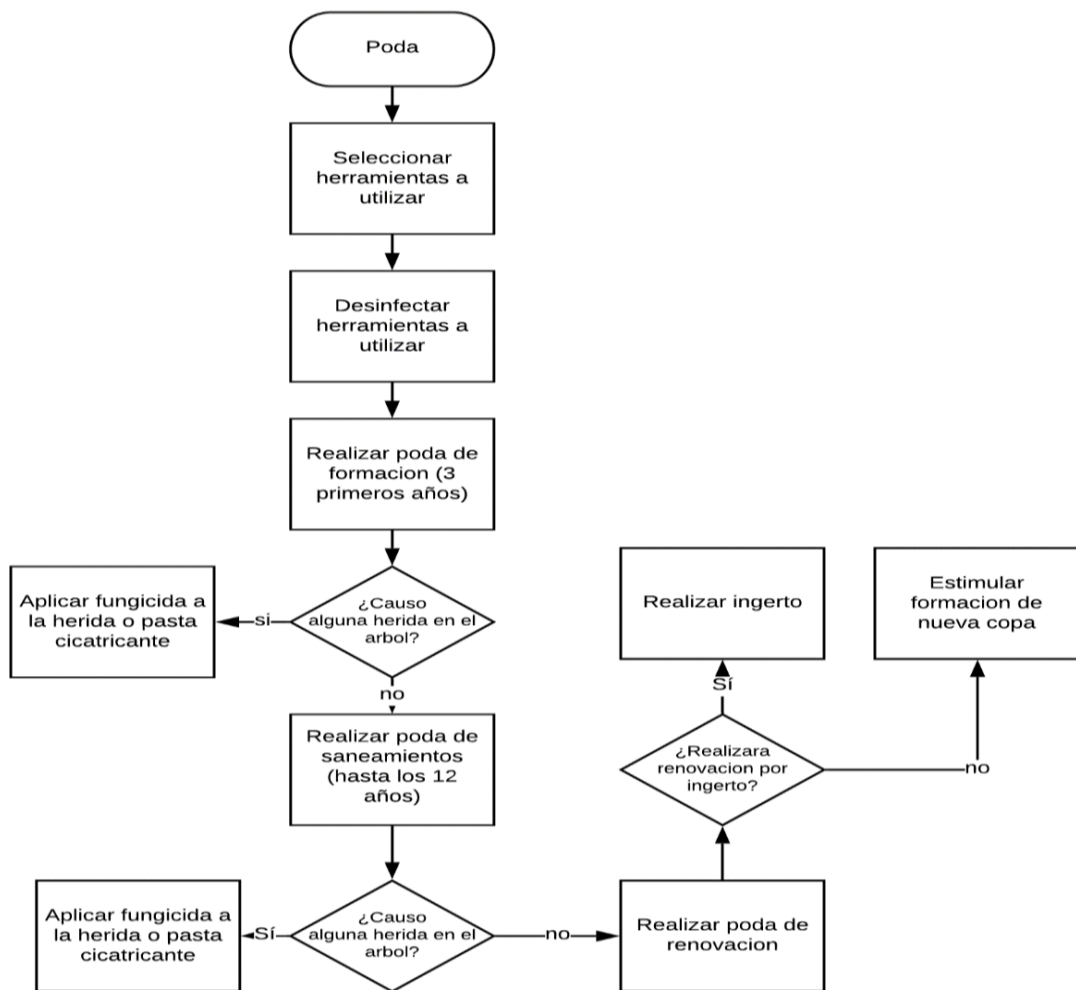 Poda
Seleccionar
herramientas a
utilizar
Desinfectar
herramientas a
utilizar
Realizar poda de
formacion (3
primeros años)
¿Causo
alguna herida en el
arbol?
si
Aplicar fungicida a
la herida o pasta
cicatricante
no
Realizar poda de
saneamientos
(hasta los 12
años)
¿Causo
alguna herida en el
arbol?
Sí
Aplicar fungicida a
la herida o pasta
cicatricante
no
Realizar poda de
renovacion
¿Realizara
renovacion por
ingerto?
Sí
Realizar ingerto
no
Estimular
formacion de
nueva copa